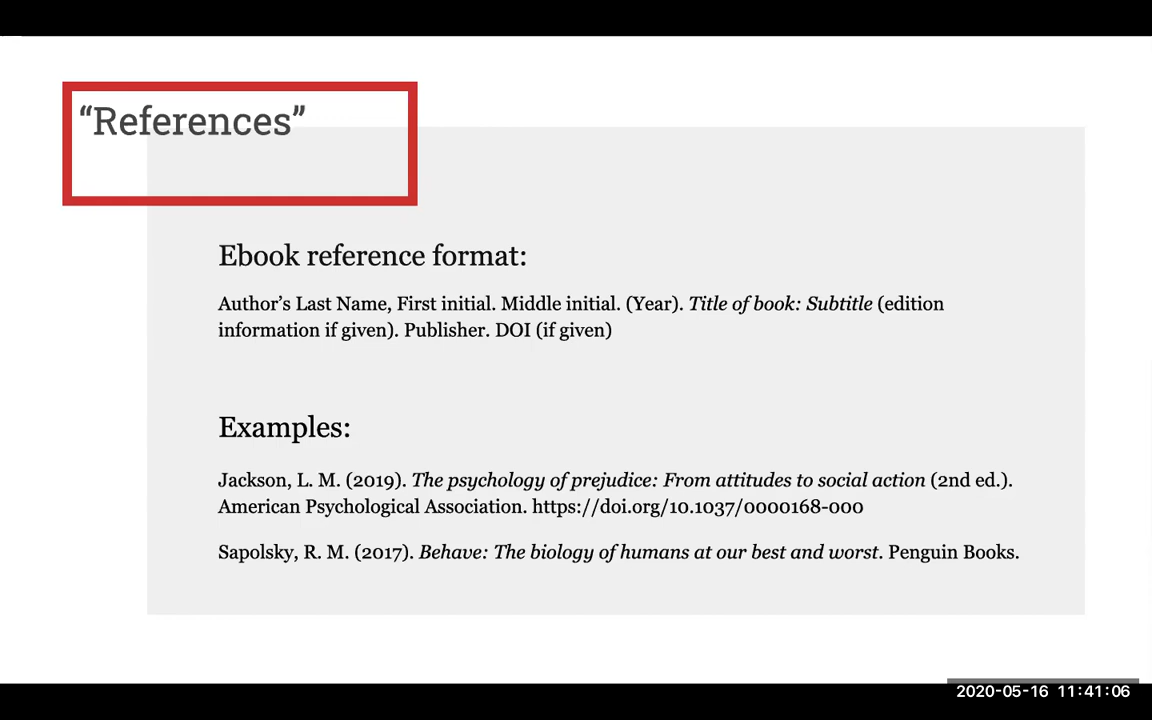 “References”
Ebook reference format:
Author’s Last Name, First initial. Middle initial. (Year). Title of book: Subtitle (edition
information if given). Publisher. DOI (if given)
Examples:
Jackson, L. M. (2019). The psychology of prejudice: From attitudes to social action (2nd ed.).
American Psychological Association. https://doi.org/10.1037/0000168-000
Sapolsky, R. M. (2017). Behave: The biology of humans at our best and worst. Penguin Books.
2020-05-16 11:41:06